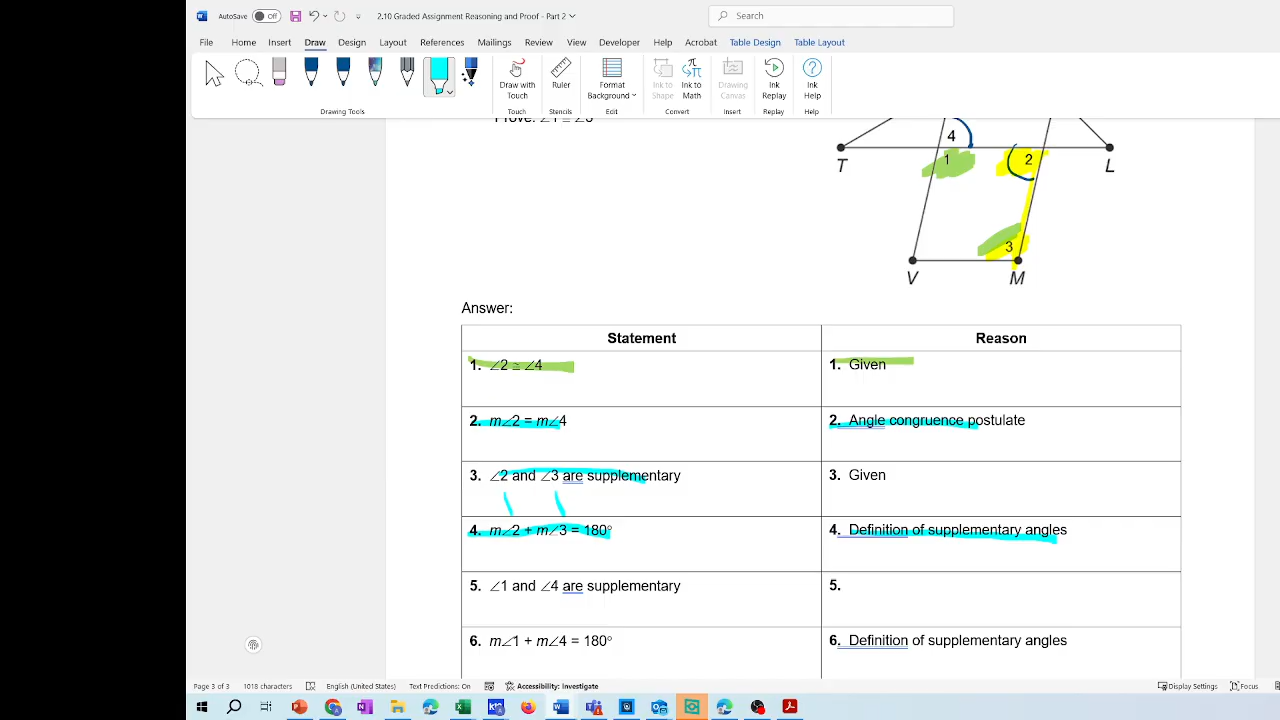 AutoSave Off 2.10 Graded Assignment Reasoning and Proof - Part 2 Search
File Home Insert Draw Design Layout References Mailings Review View Developer Help Acrobat Table Design Table Layout
Draw with Touch Ruler Format Background Ink to Shape Ink to Math Drawing Canvas Ink Replay Ink Help
Drawing Tools Touch Stencils Edit Convert Insert Replay Help
Prove: ∠1 ≅ ∠3
4
T 1 2 L
3
V M
Answer:
Statement Reason
1. ∠2 ≅ ∠4 1. Given
2. m∠2 = m∠4 2. Angle congruence postulate
3. ∠2 and ∠3 are supplementary 3. Given
4. m∠2 + m∠3 = 180° 4. Definition of supplementary angles
5. ∠1 and ∠4 are supplementary 5.
6. m∠1 + m∠4 = 180° 6. Definition of supplementary angles
Page 3 of 3 1018 characters English (United States) Text Predictions: On Accessibility: Investigate Display Settings Focus